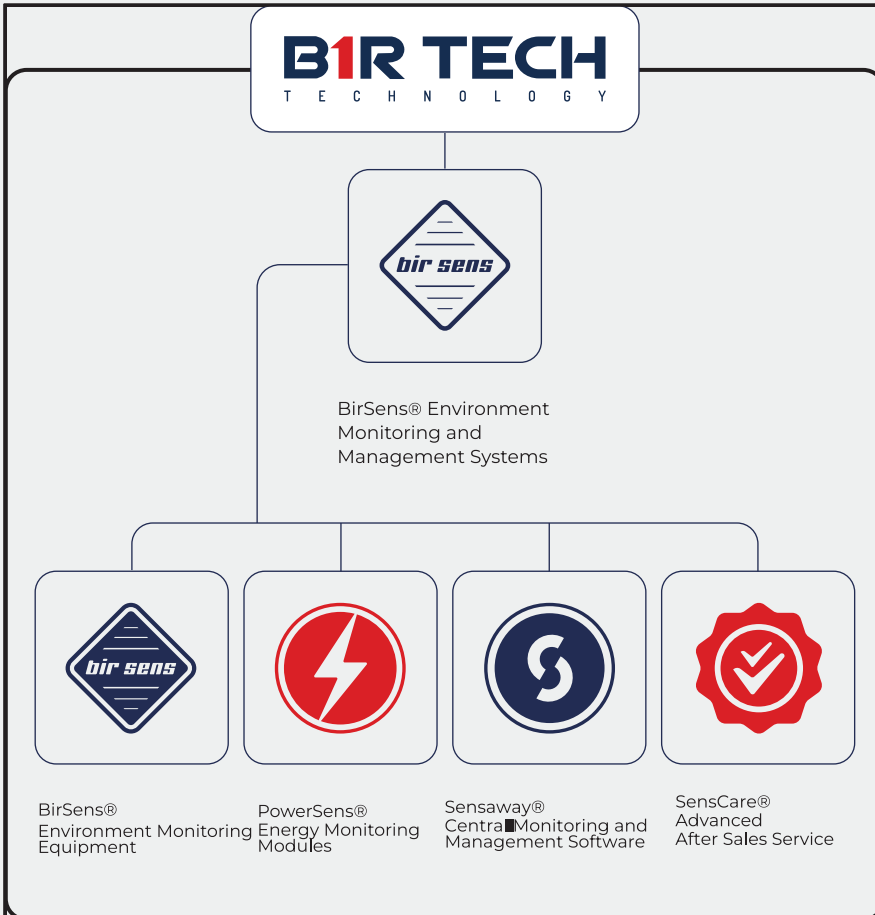 B1R TECH
TECHNOLOGY
bir sens
BirSens® Environment
Monitoring and
Management Systems
bir sens
BirSens®
Environment Monitoring
Equipment
PowerSens®
Energy Monitoring
Modules
Sensaway®
Centra■Monitoring and
Management Software
SensCare®
Advanced
After Sales Service